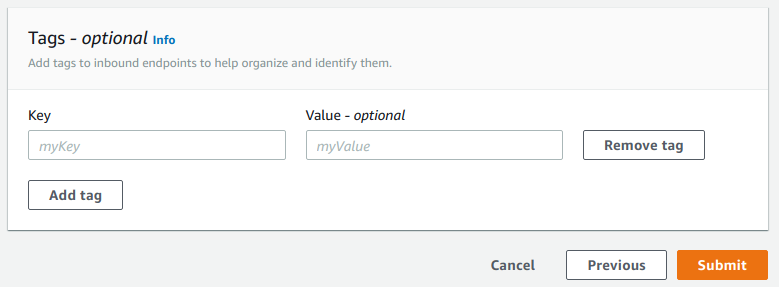 Tags - optional Info
Add tags to inbound endpoints to help organize and identify them.
Key
Value - optional
myKey
myValue
Remove tag
Add tag
Cancel
Previous
Submit